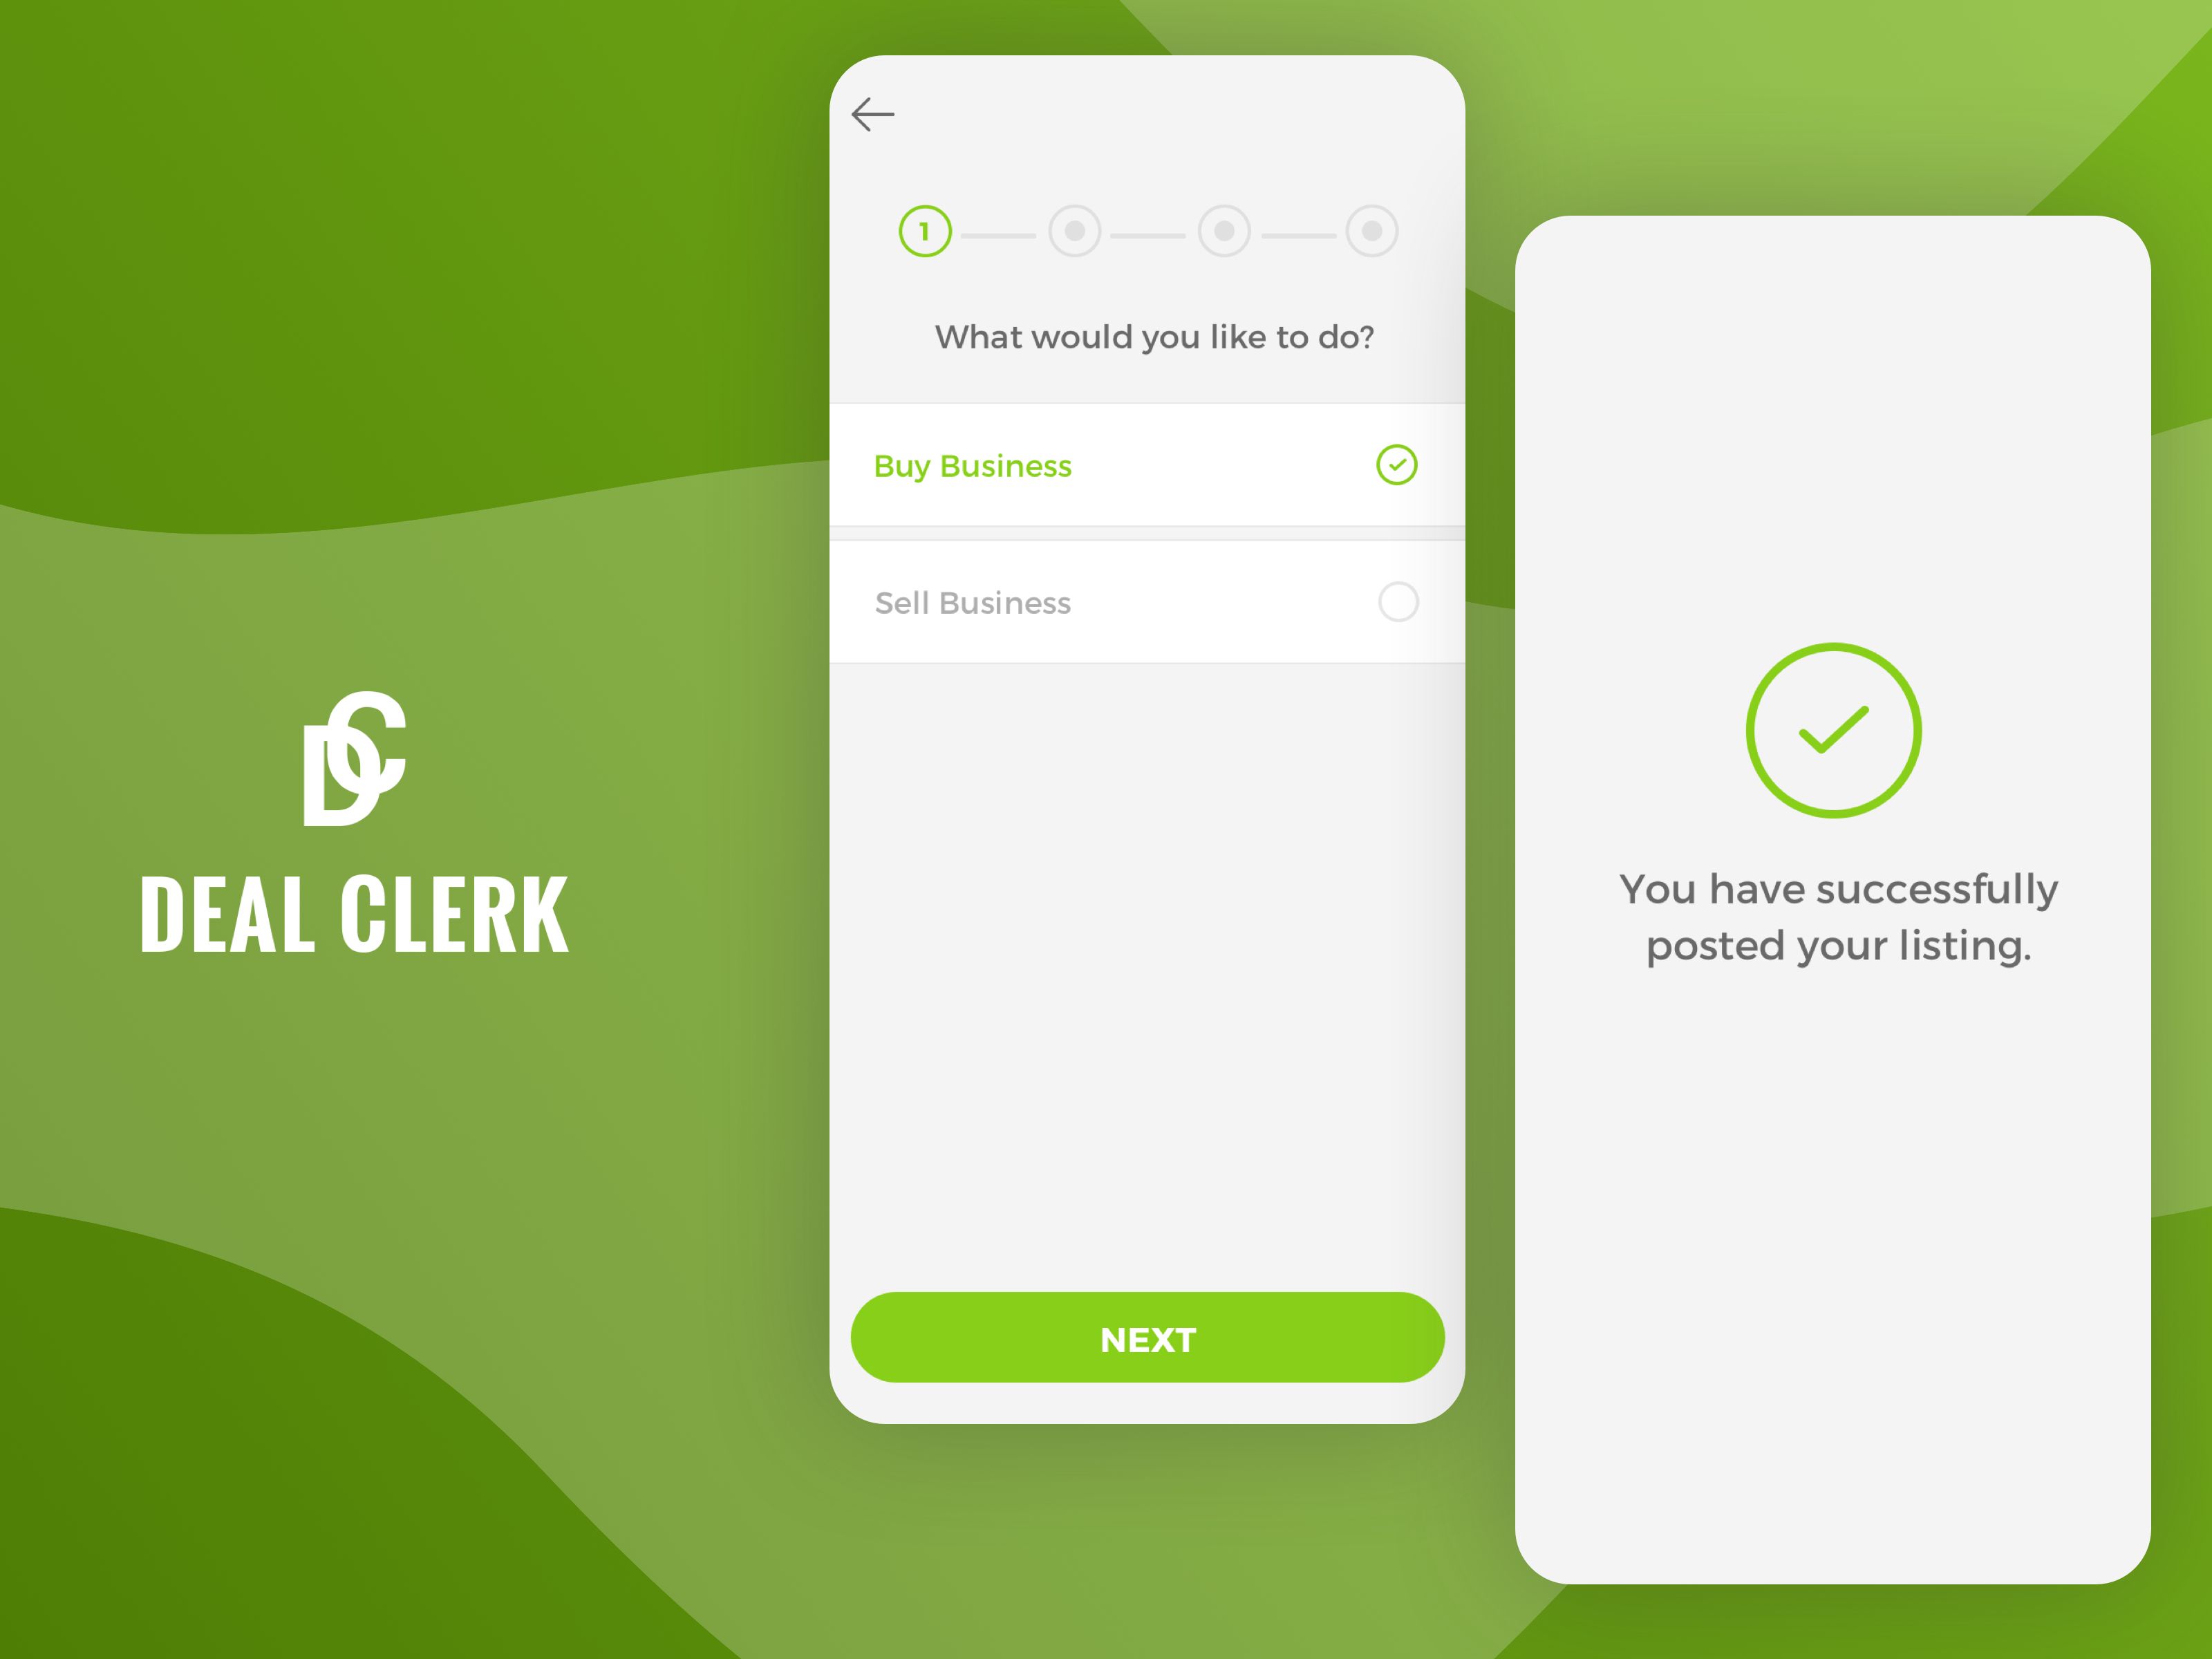 DC
DEAL CLERK
1
What would you like to do?
Buy Business
Sell Business
NEXT
You have successfully
posted your listing.